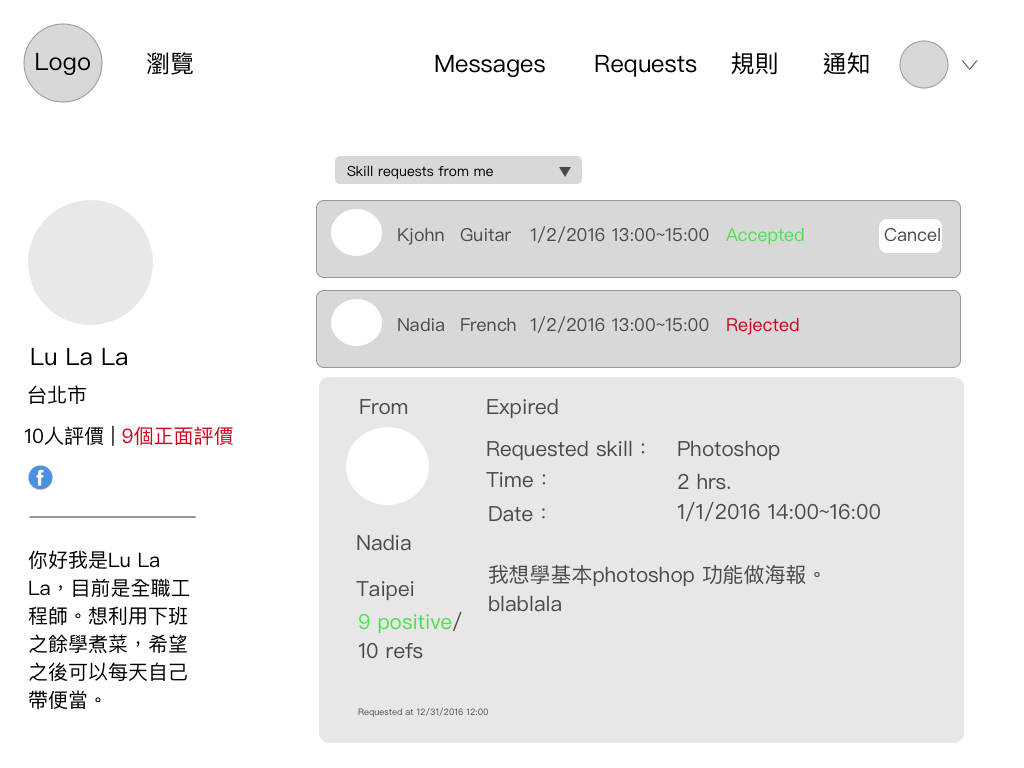 Logo
瀏覽
Messages
Requests
規則
通知
Skill requests from me
Kjohn Guitar 1/2/2016 13:00~15:00 Accepted Cancel
Nadia French 1/2/2016 13:00~15:00 Rejected
Lu La La
台北市
10人評價 | 9個正面評價
f
你好我是Lu La
La，目前是全職工
程師。想利用下班
之餘學煮菜，希望
之後可以每天自己
帶便當。
From
Nadia
Taipei
9 positive/
10 refs
Expired
Requested skill： Photoshop
Time： 2 hrs.
Date： 1/1/2016 14:00~16:00
我想學基本photoshop 功能做海報。
blablala
Requested at 12/31/2016 12:00